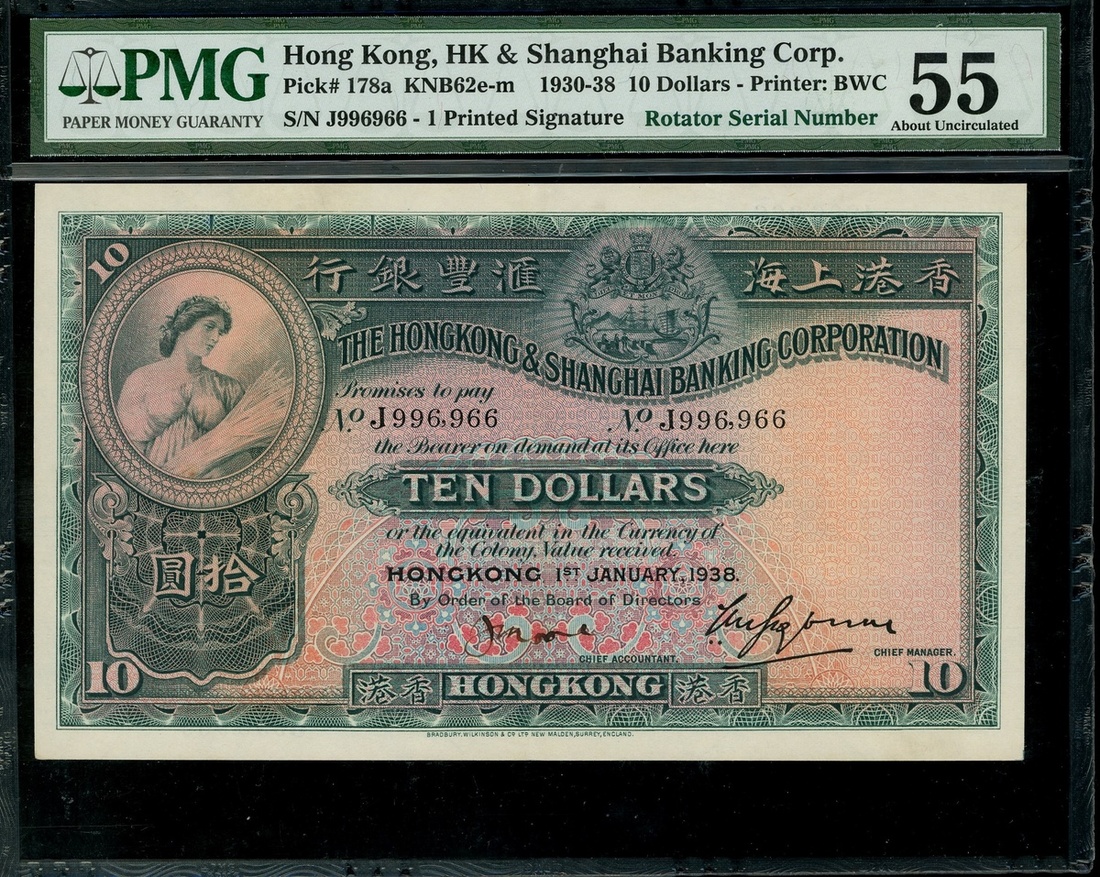 PMG
PAPER MONEY GUARANTY
Hong Kong, HK & Shanghai Banking Corp.
Pick# 178a KNB62e-m 1930-38 10 Dollars - Printer: BWC
S/N J996966 - 1 Printed Signature Rotator Serial Number
55
About Uncirculated
10
行銀豐滙 海上港香
THE HONGKONG & SHANGHAI BANKING CORPORATION
Promises to pay
No. J996,966 No. J996,966
the Bearer on demand at its Office here
TEN DOLLARS
or the equivalent in the Currency of
the Colony, Value received.
圓拾
HONGKONG 1ST JANUARY, 1938.
By Order of the Board of Directors
CHIEF ACCOUNTANT.
CHIEF MANAGER.
10 港香 HONGKONG 港香 10
BRADBURY, WILKINSON & Co LTD NEW MALDEN, SURREY, ENGLAND.